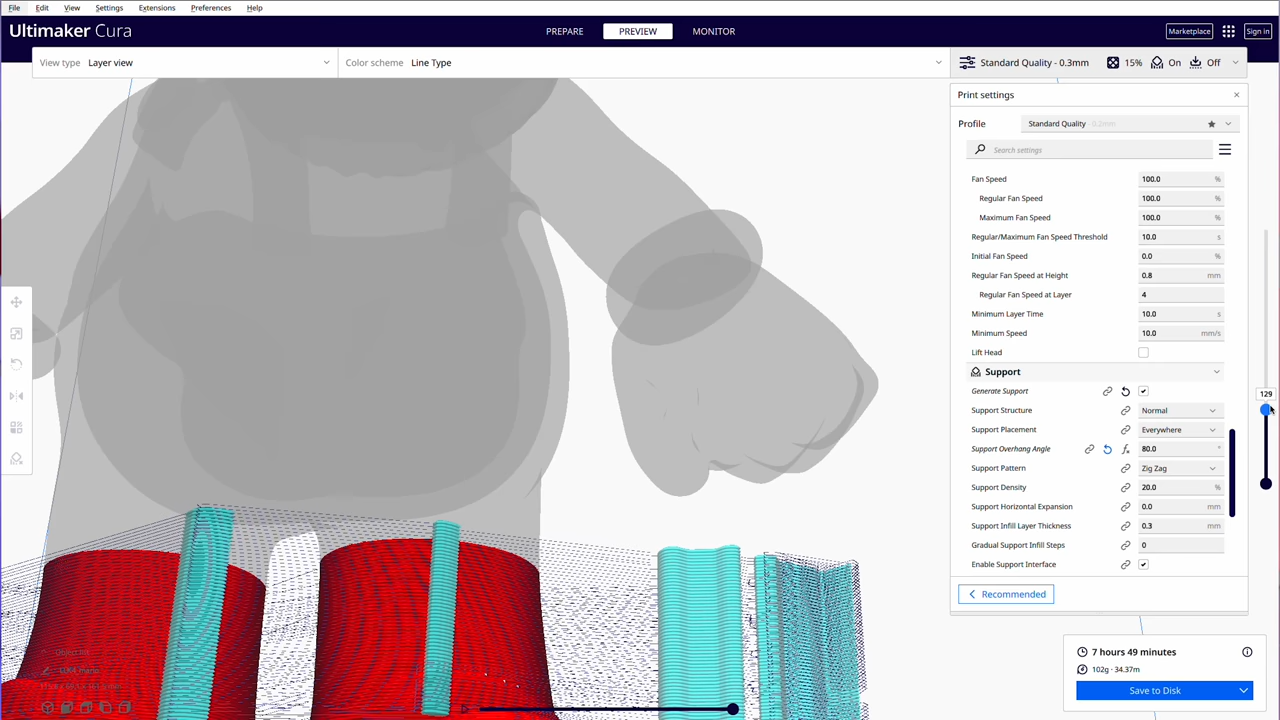 File Edit View Settings Extensions Preferences Help
Ultimaker Cura PREPARE PREVIEW MONITOR Marketplace Sign in
View type Layer view Color scheme Line Type Standard Quality - 0.3mm 15% On Off
Print settings
Profile Standard Quality - 0.2mm
Search settings
Fan Speed 100.0 %
Regular Fan Speed 100.0 %
Maximum Fan Speed 100.0 %
Regular/Maximum Fan Speed Threshold 10.0 s
Initial Fan Speed 0.0 %
Regular Fan Speed at Height 0.8 mm
Regular Fan Speed at Layer 4
Minimum Layer Time 10.0 s
Minimum Speed 10.0 mm/s
Lift Head
Support
Generate Support
129
Support Structure Normal
Support Placement Everywhere
Support Overhang Angle 80.0 °
Support Pattern Zig Zag
Support Density 20.0 %
Support Horizontal Expansion 0.0 mm
Support Infill Layer Thickness 0.3 mm
Gradual Support Infill Steps 0
Enable Support Interface
Recommended
7 hours 49 minutes
102g · 34.37m
Save to Disk